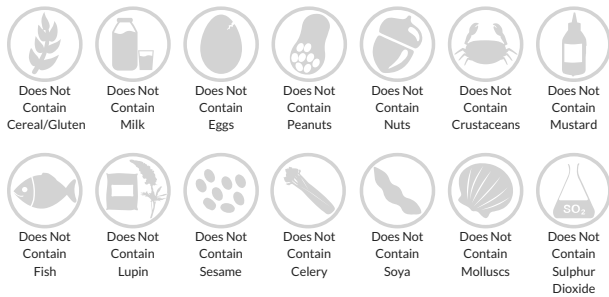 Does Not
Contain
Cereal/Gluten
Does Not
Contain
Milk
Does Not
Contain
Eggs
Does Not
Contain
Peanuts
Does Not
Contain
Nuts
Does Not
Contain
Crustaceans
Does Not
Contain
Mustard
Does Not
Contain
Fish
Does Not
Contain
Lupin
Does Not
Contain
Sesame
Does Not
Contain
Celery
Does Not
Contain
Soya
Does Not
Contain
Molluscs
SO₂
Does Not
Contain
Sulphur
Dioxide